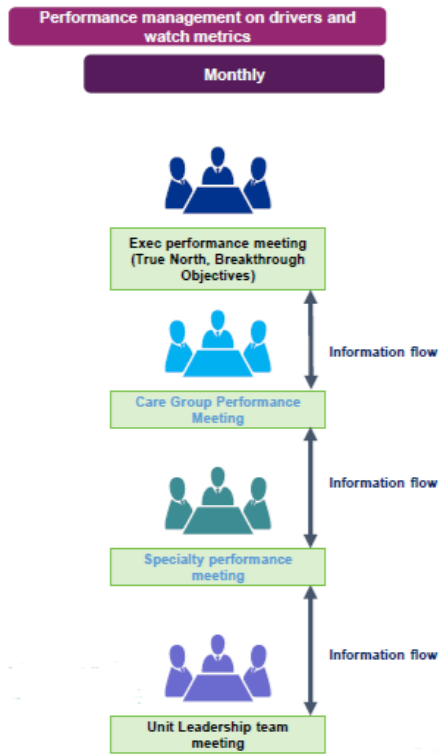 Performance management on drivers and
watch metrics
Monthly
Exec performance meeting
(True North, Breakthrough
Objectives)
Information flow
Care Group Performance
Meeting
Information flow
Specialty performance
meeting
Information flow
Unit Leadership team
meeting